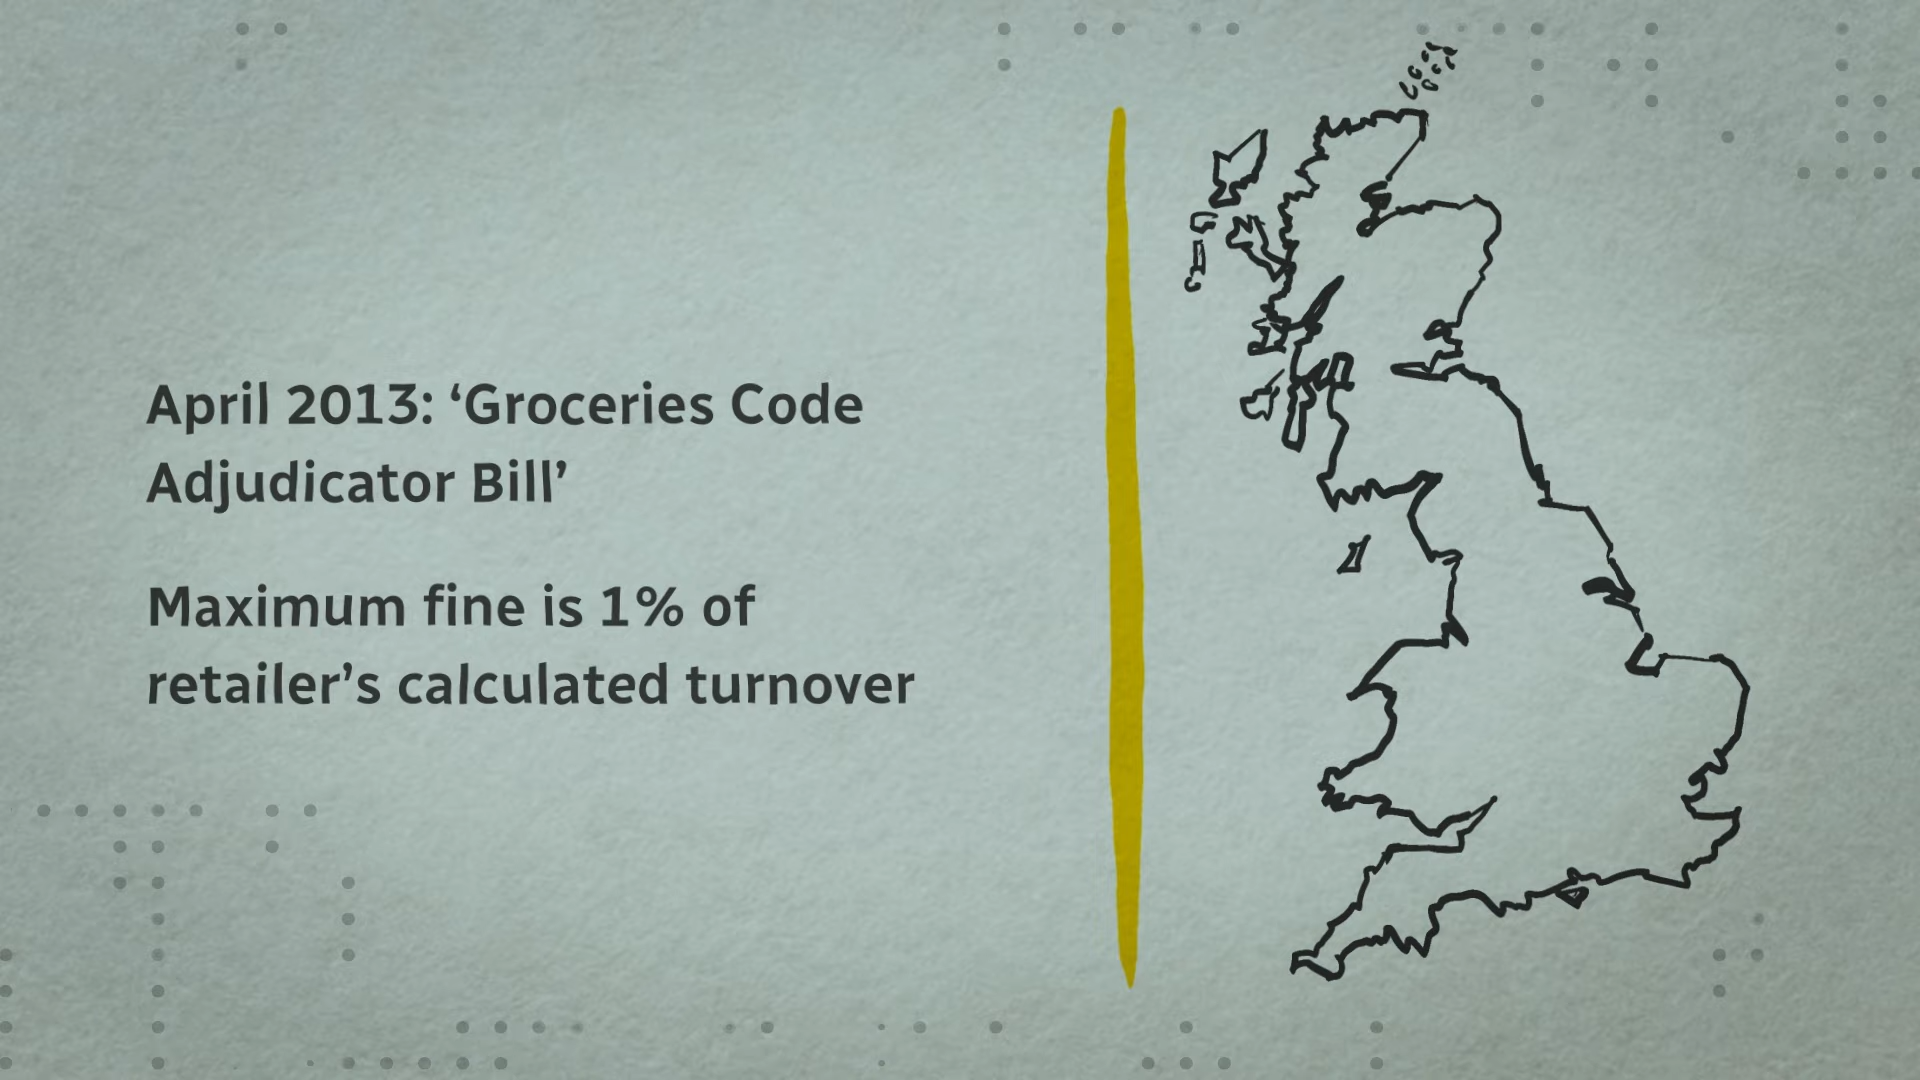 April 2013: ‘Groceries Code
Adjudicator Bill’
Maximum fine is 1% of
retailer’s calculated turnover